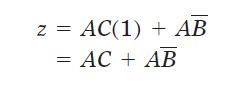 z = AC(1) + AB̅
= AC + AB̅